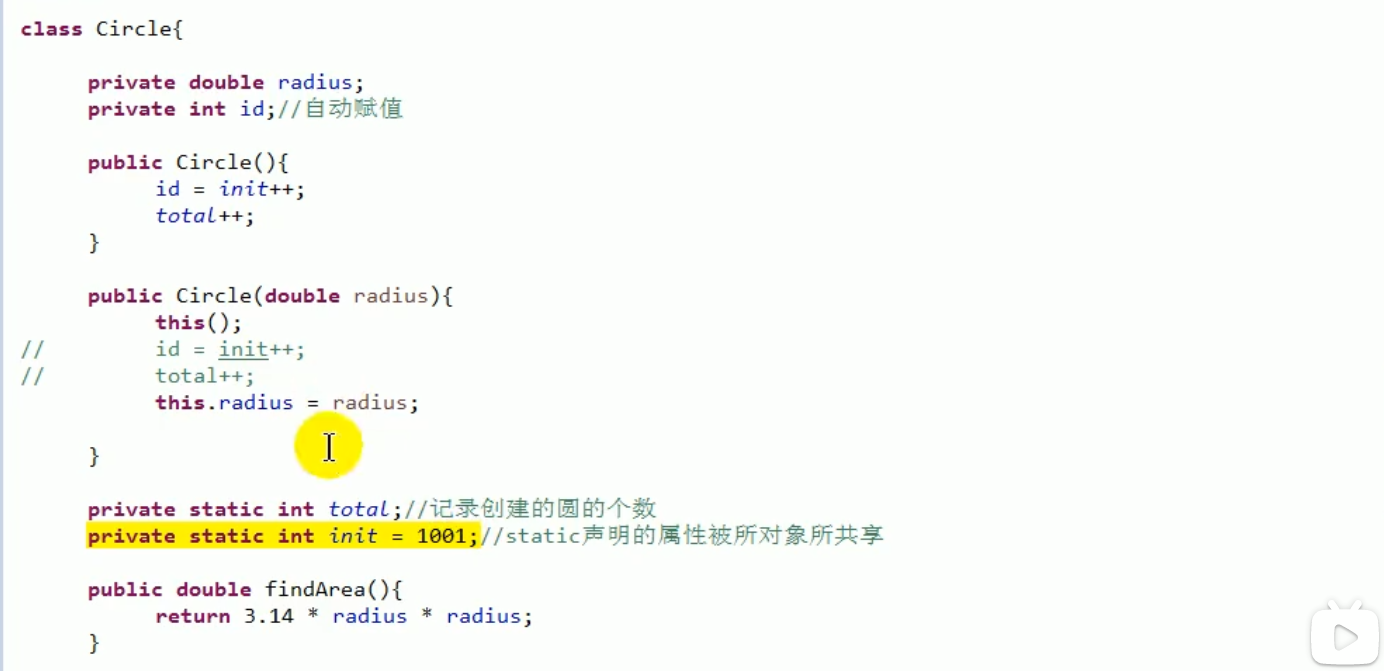 class Circle{
private double radius;
private int id;//自动赋值
public Circle(){
id = init++;
total++;
}
public Circle(double radius){
this();
// id = init++;
// total++;
this.radius = radius;
}
private static int total;//记录创建的圆的个数
private static int init = 1001;//static声明的属性被所对象所共享
public double findArea(){
return 3.14 * radius * radius;
}